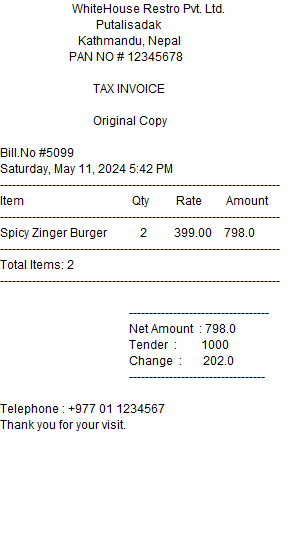 WhiteHouse Restro Pvt. Ltd.
Putalisadak
Kathmandu, Nepal
PAN NO # 12345678
TAX INVOICE
Original Copy
Bill.No #5099
Saturday, May 11, 2024 5:42 PM
Item Qty Rate Amount
Spicy Zinger Burger 2 399.00 798.0
Total Items: 2
Net Amount : 798.0
Tender : 1000
Change : 202.0
Telephone : +977 01 1234567
Thank you for your visit.